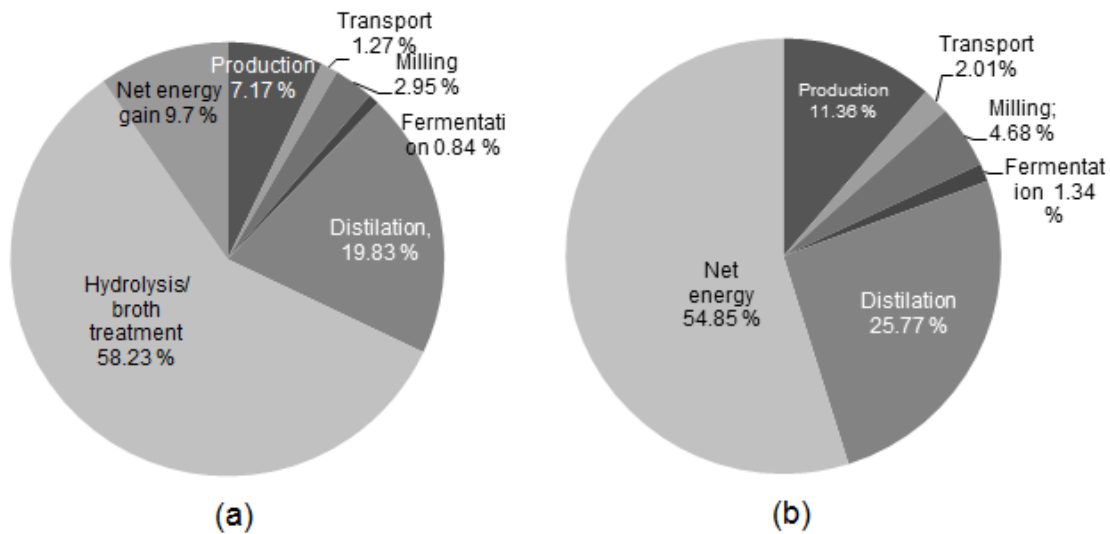 Transport
1.27 %
Production
7.17 %
Milling
2.95 %
Fermentati
on 0.84 %
Distilation,
19.83 %
Hydrolysis/
broth
treatment
58.23 %
Net energy
gain 9.7 %
(a)
Transport
2.01%
Production
11.36 %
Milling;
4.68 %
Fermentat
ion 1.34
%
Distilation
25.77 %
Net
energy
54.85 %
(b)